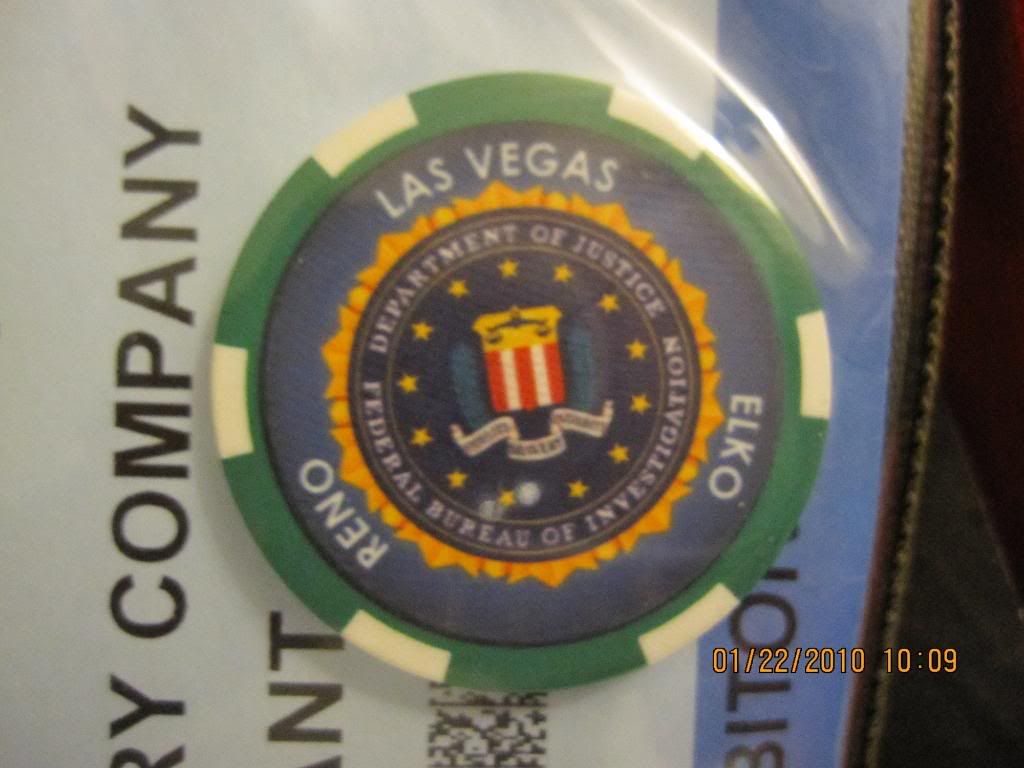 LAS VEGAS
DEPARTMENT OF JUSTICE
FEDERAL BUREAU OF INVESTIGATION
ELKO
RENO
RY COMPANY
ANT
BITOR
01/22/2010 10:09